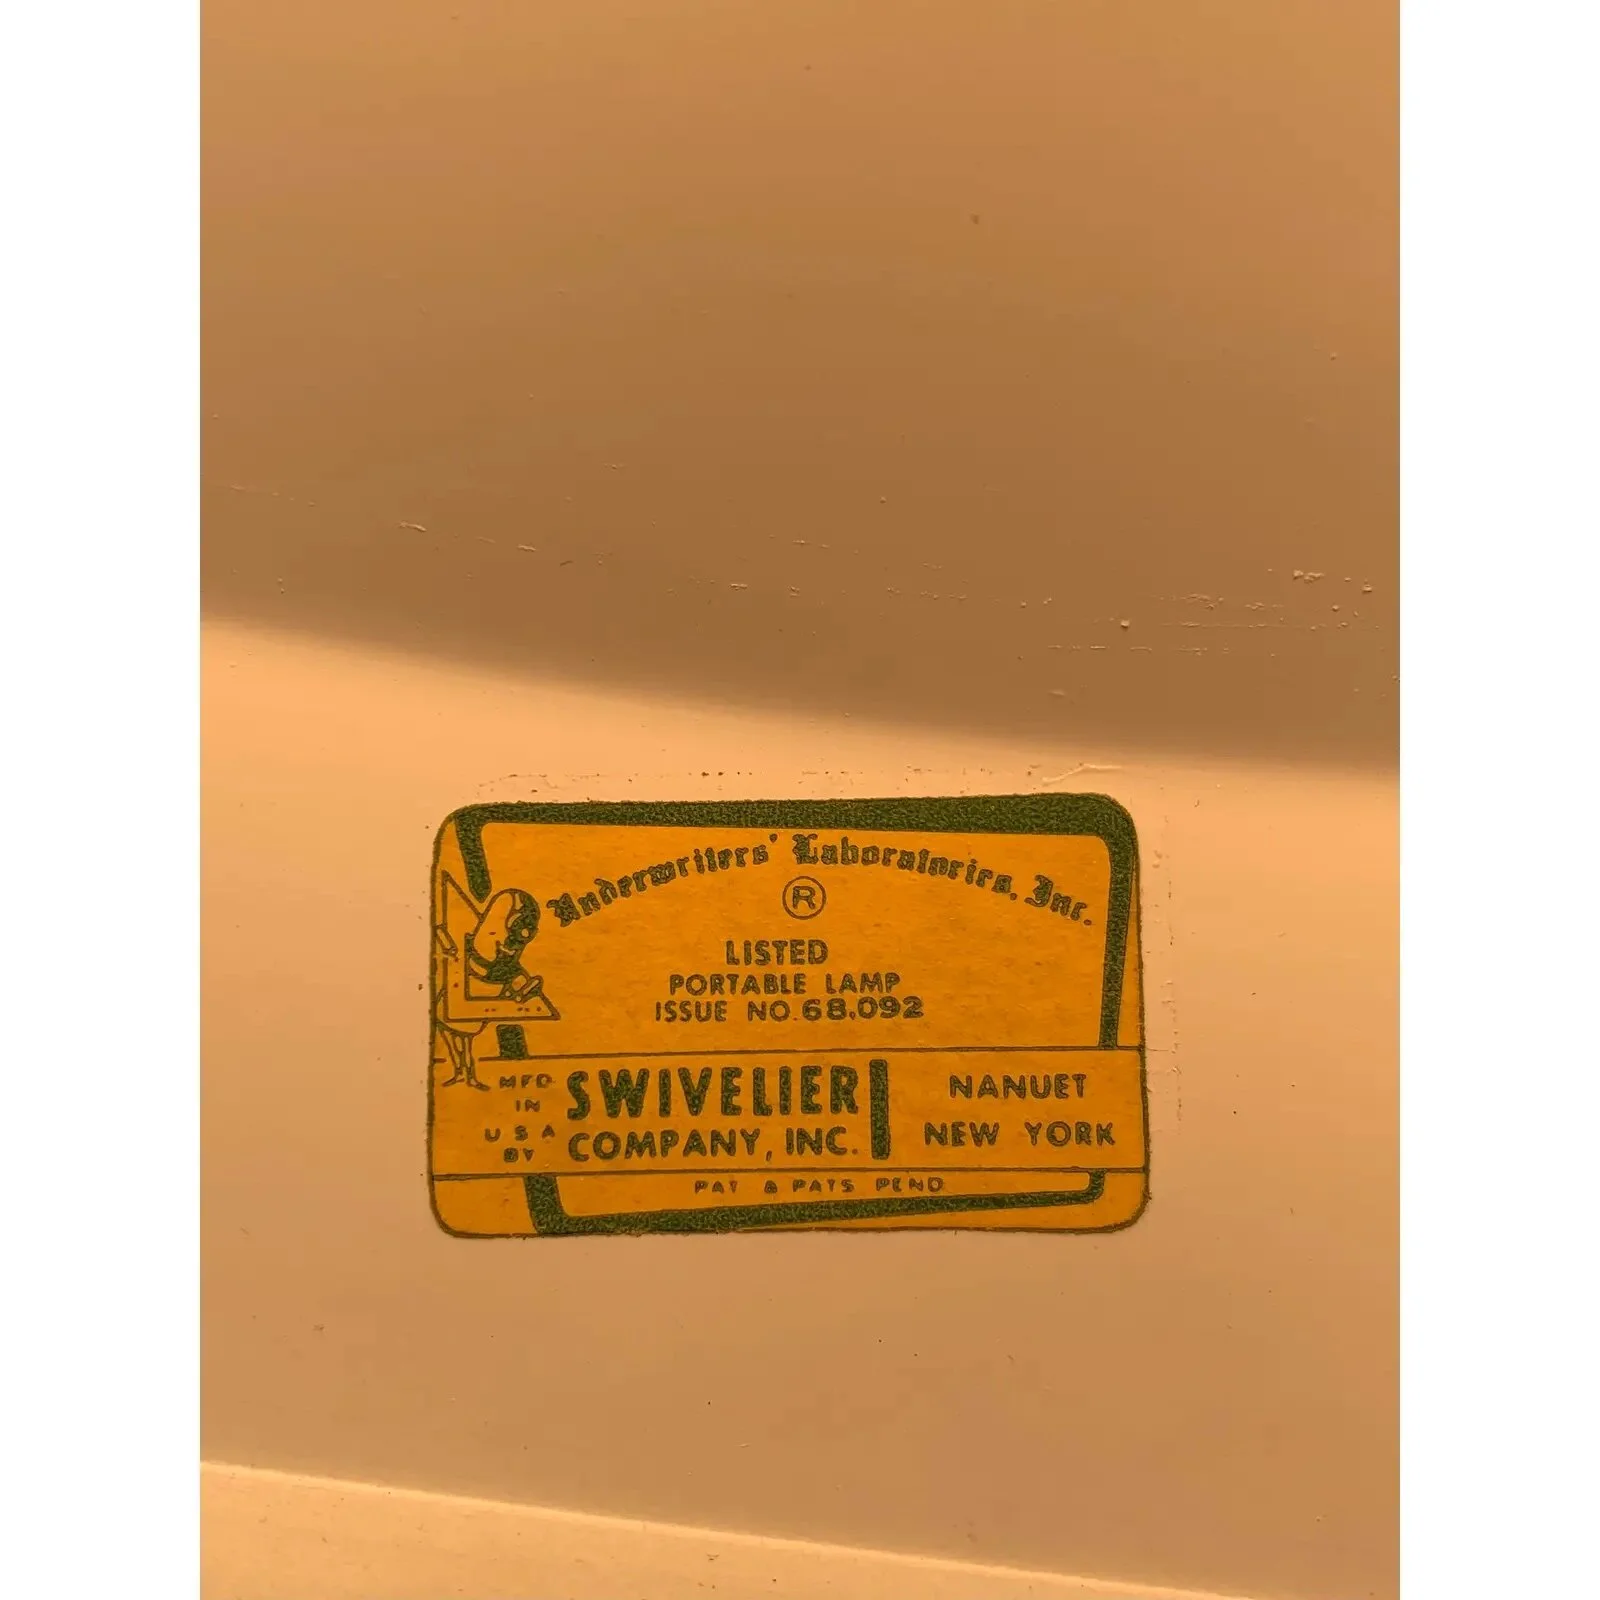 Underwriters' Laboratories, Inc.
®
LISTED
PORTABLE LAMP
ISSUE NO. 68,092
MFD
IN
U S A
BY
SWIVELIER
COMPANY, INC.
NANUET
NEW YORK
PAT & PATS PEND